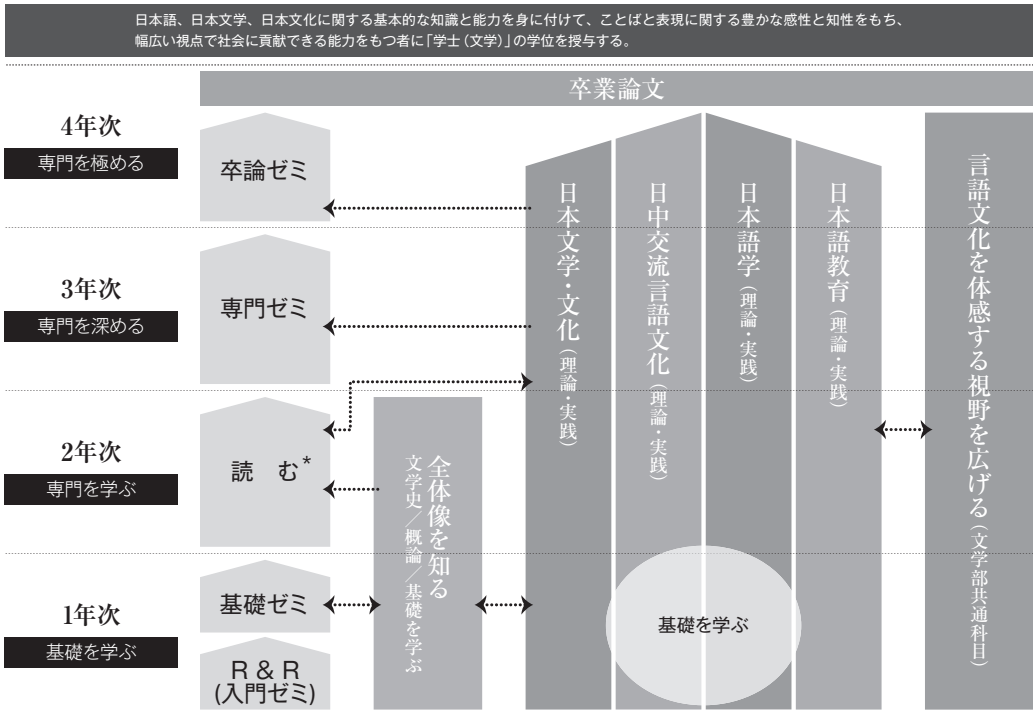 日本語、日本文学、日本文化に関する基本的な知識と能力を身に付けて、ことばと表現に関する豊かな感性と知性をもち、
幅広い視点で社会に貢献できる能力をもつ者に「学士（文学）」の学位を授与する。
卒業論文
4年次
専門を極める
卒論ゼミ
3年次
専門を深める
専門ゼミ
2年次
専門を学ぶ
読　む*
1年次
基礎を学ぶ
基礎ゼミ
R & R
(入門ゼミ)
全体像を知る
文学史／概論／基礎を学ぶ
日本文学・文化（理論・実践）
日中交流言語文化（理論・実践）
日本語学（理論・実践）
日本語教育（理論・実践）
基礎を学ぶ
言語文化を体感する視野を広げる（文学部共通科目）